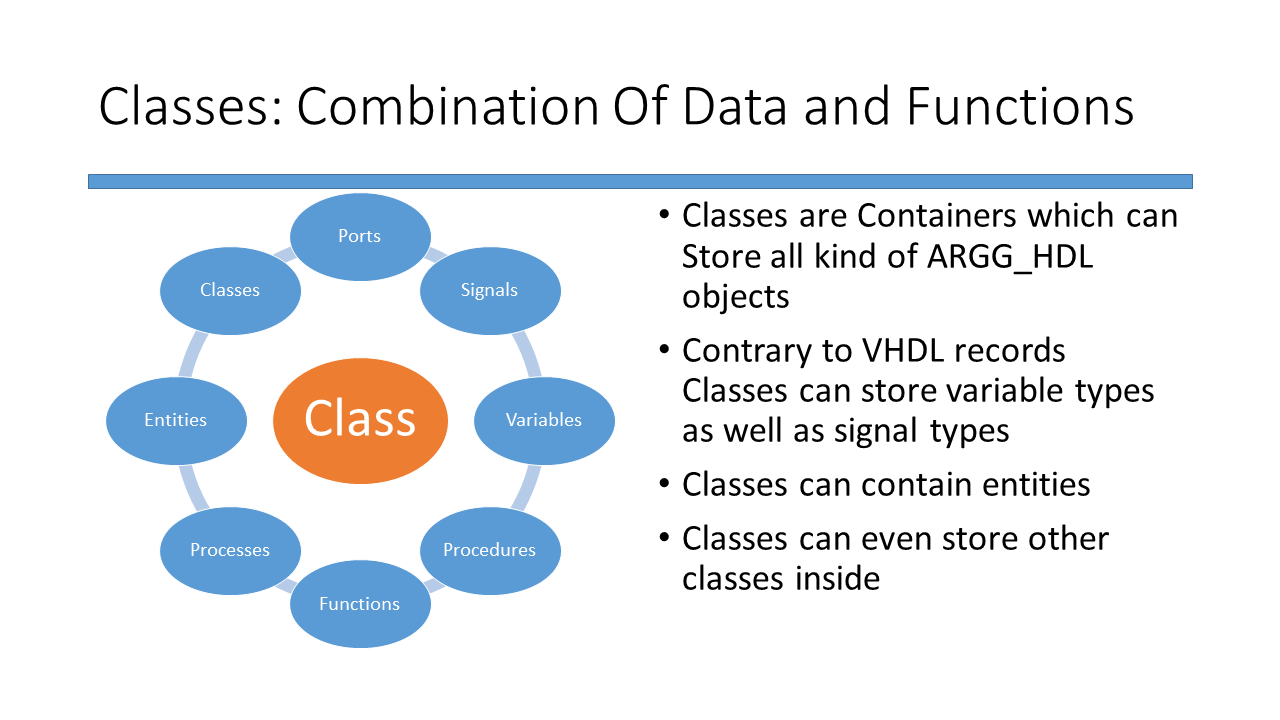 Classes: Combination Of Data and Functions
Ports
Classes
Signals
Entities
Class
Variables
Processes
Procedures
Functions
• Classes are Containers which can
Store all kind of ARGG_HDL
objects
• Contrary to VHDL records
Classes can store variable types
as well as signal types
• Classes can contain entities
• Classes can even store other
classes inside